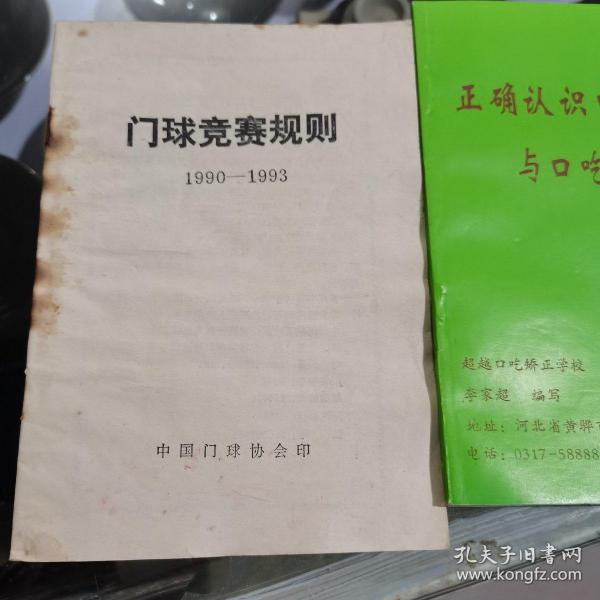 门球竞赛规则
1990—1993
中国门球协会印
正确认识
与口吃
超越口吃矫正学校
李家超 编写
地址：河北省黄骅
电话：0317-58888
孔夫子旧书网
www.kongfz.com